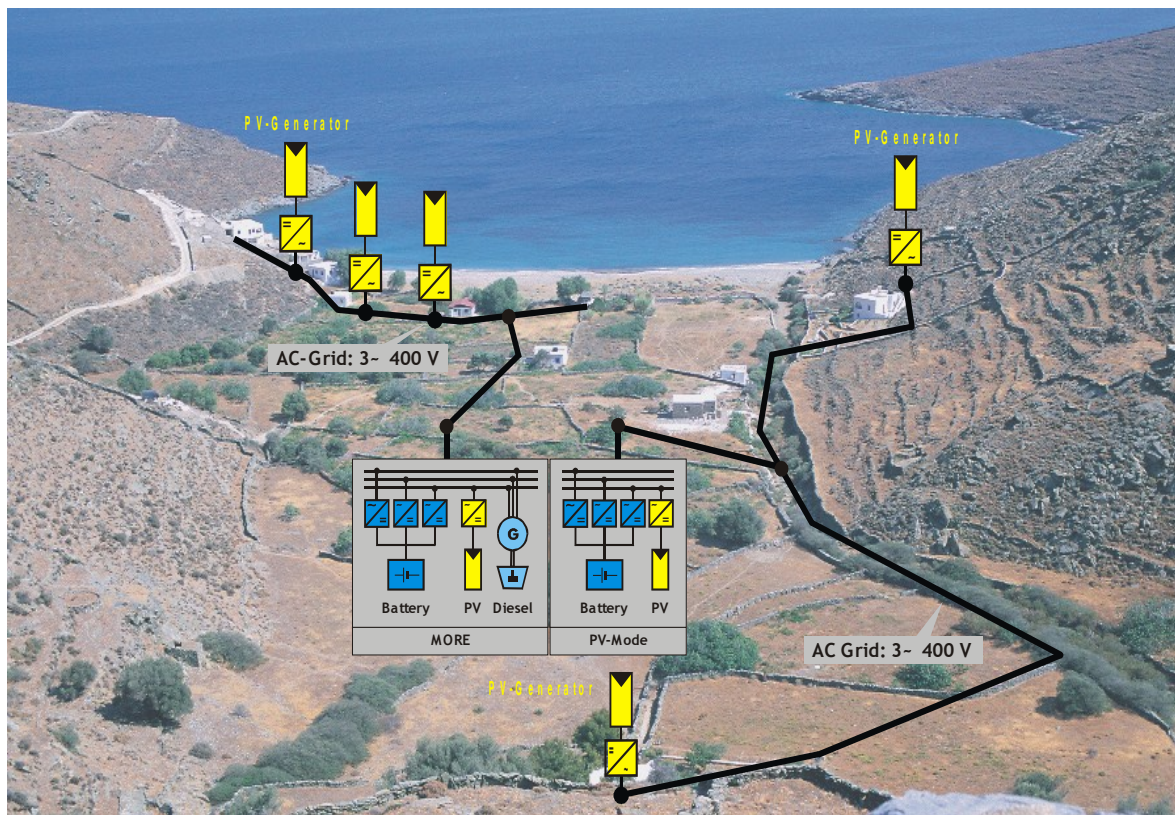 PV-Generator
PV-Generator
AC-Grid: 3~ 400 V
G
Battery PV Diesel
Battery PV
MORE
PV-Mode
AC Grid: 3~ 400 V
PV-Generator